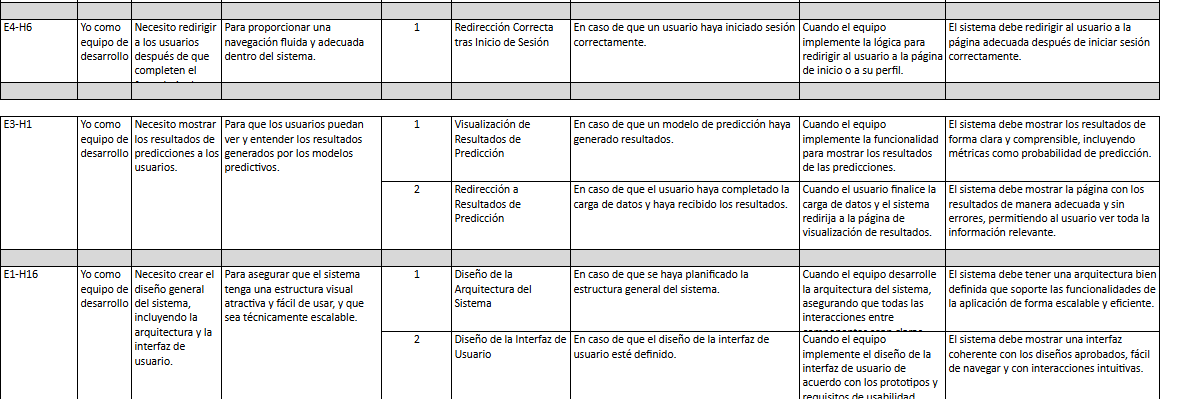 E4-H6
Yo como
equipo de
desarrollo
Necesito redirigir
a los usuarios
después de que
completen el
Para proporcionar una
navegación fluida y adecuada
dentro del sistema.
1
Redirección Correcta
tras Inicio de Sesión
En caso de que un usuario haya iniciado sesión
correctamente.
Cuando el equipo
implemente la lógica para
redirigir al usuario a la página
de inicio o a su perfil.
El sistema debe redirigir al usuario a la
página adecuada después de iniciar sesión
correctamente.
E3-H1
Yo como
equipo de
desarrollo
Necesito mostrar
los resultados de
predicciones a los
usuarios.
Para que los usuarios puedan
ver y entender los resultados
generados por los modelos
predictivos.
1
Visualización de
Resultados de
Predicción
En caso de que un modelo de predicción haya
generado resultados.
Cuando el equipo
implemente la funcionalidad
para mostrar los resultados
de las predicciones.
El sistema debe mostrar los resultados de
forma clara y comprensible, incluyendo
métricas como probabilidad de predicción.
2
Redirección a
Resultados de
Predicción
En caso de que el usuario haya completado la
carga de datos y haya recibido los resultados.
Cuando el usuario finalice la
carga de datos y el sistema
redirija a la página de
visualización de resultados.
El sistema debe mostrar la página con los
resultados de manera adecuada y sin
errores, permitiendo al usuario ver toda la
información relevante.
E1-H16
Yo como
equipo de
desarrollo
Necesito crear el
diseño general
del sistema,
incluyendo la
arquitectura y la
interfaz de
usuario.
Para asegurar que el sistema
tenga una estructura visual
atractiva y fácil de usar, y que
sea técnicamente escalable.
1
Diseño de la
Arquitectura del
Sistema
En caso de que se haya planificado la
estructura general del sistema.
Cuando el equipo desarrolle
la arquitectura del sistema,
asegurando que todas las
interacciones entre
El sistema debe tener una arquitectura bien
definida que soporte las funcionalidades de
la aplicación de forma escalable y eficiente.
2
Diseño de la Interfaz de
Usuario
En caso de que el diseño de la interfaz de
usuario esté definido.
Cuando el equipo
implemente el diseño de la
interfaz de usuario de
acuerdo con los prototipos y
requisitos de usabilidad
El sistema debe mostrar una interfaz
coherente con los diseños aprobados, fácil
de navegar y con interacciones intuitivas.